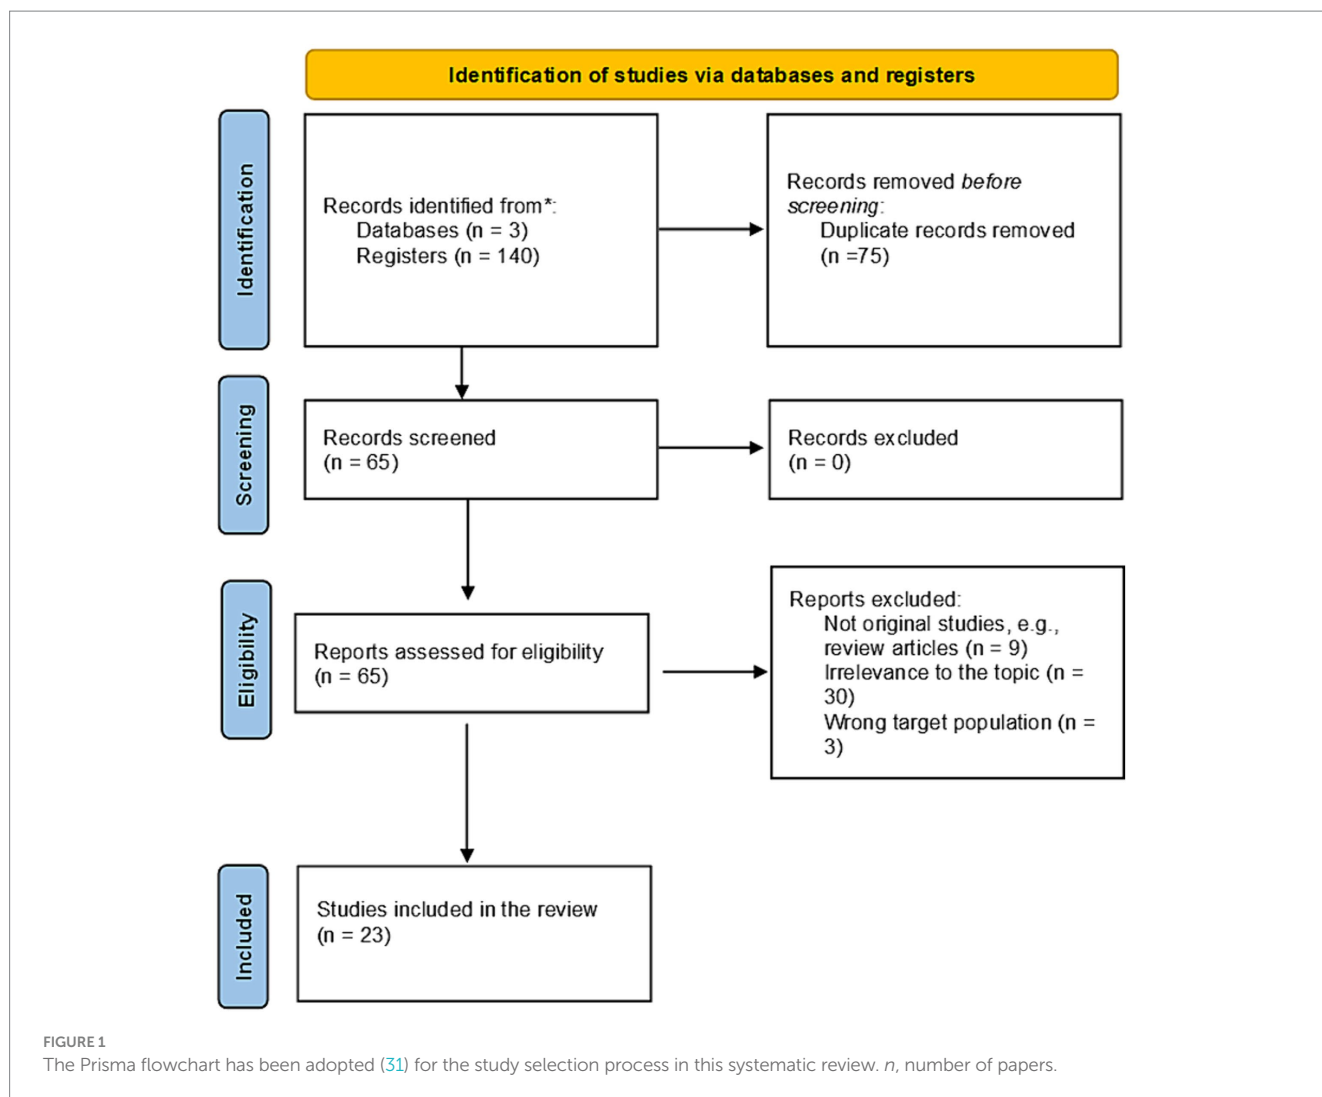 Identification of studies via databases and registers
Identification
Records identified from*:
Databases (n = 3)
Registers (n = 140)
Records removed before
screening:
Duplicate records removed
(n =75)
Screening
Records screened
(n = 65)
Records excluded
(n = 0)
Eligibility
Reports assessed for eligibility
(n = 65)
Reports excluded:
Not original studies, e.g.,
review articles (n = 9)
Irrelevance to the topic (n =
30)
Wrong target population (n =
3)
Included
Studies included in the review
(n = 23)
FIGURE 1
The Prisma flowchart has been adopted (31) for the study selection process in this systematic review. n, number of papers.